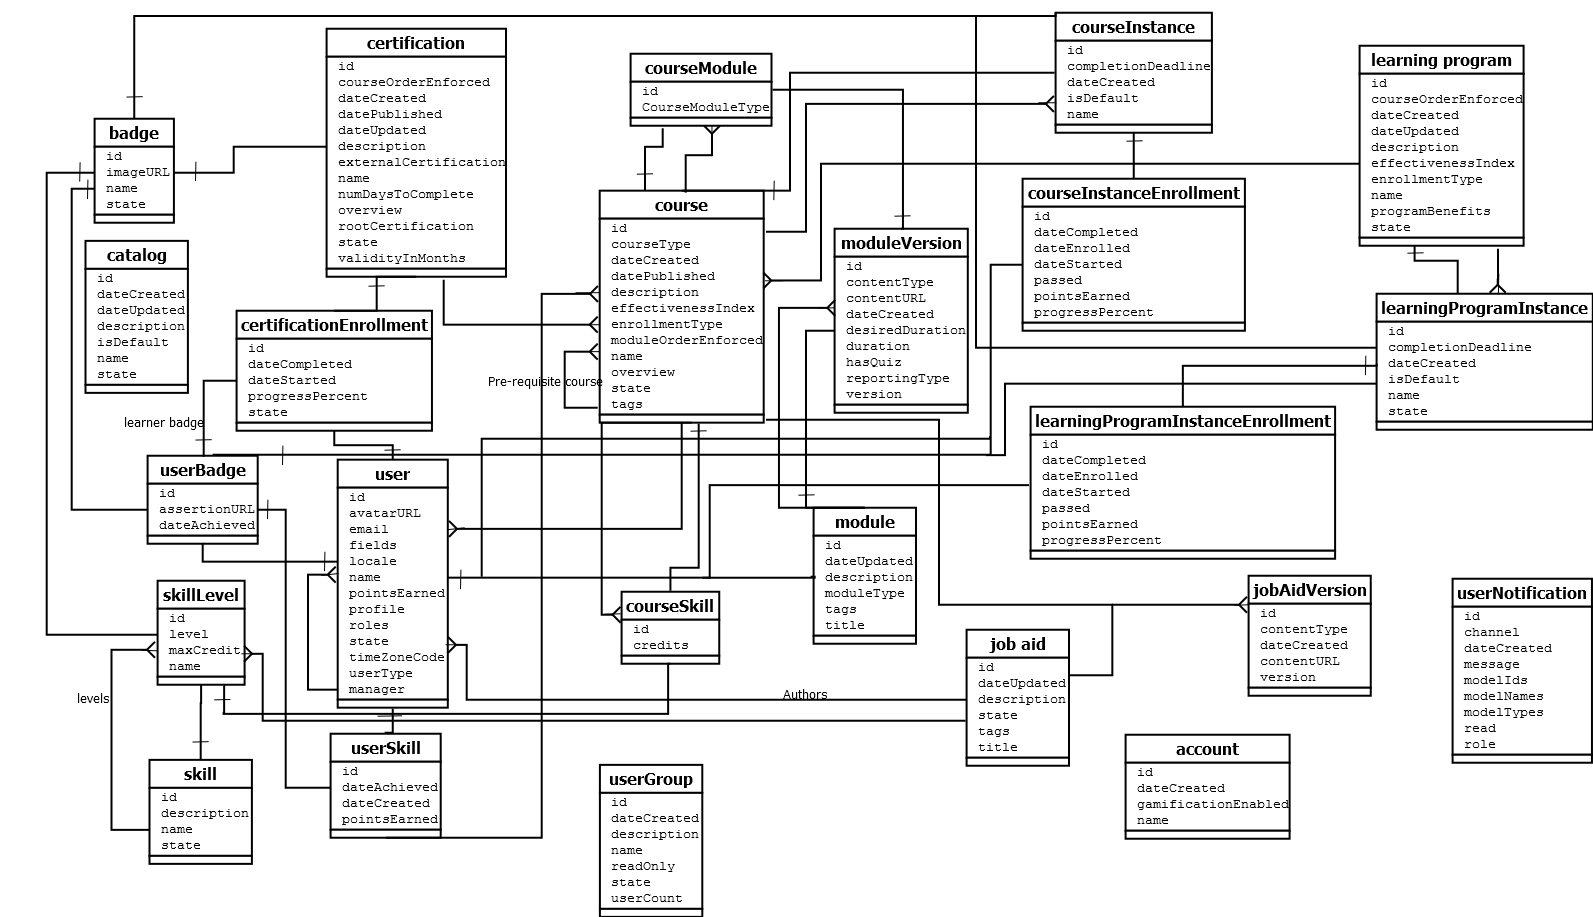 certification
id
courseOrderEnforced
dateCreated
datePublished
dateUpdated
description
externalCertification
name
numDaysToComplete
overview
rootCertification
state
validityInMonths
courseModule
id
CourseModuleType
courseInstance
id
completionDeadline
dateCreated
isDefault
name
learning program
id
courseOrderEnforced
dateCreated
dateUpdated
description
effectivenessIndex
enrollmentType
name
programBenefits
state
badge
id
imageURL
name
state
catalog
id
dateCreated
dateUpdated
description
isDefault
name
state
course
id
courseType
dateCreated
datePublished
description
effectivenessIndex
enrollmentType
moduleOrderEnforced
name
overview
state
tags
Pre-requisite course
moduleVersion
id
contentType
contentURL
dateCreated
desiredDuration
duration
hasQuiz
reportingType
version
courseInstanceEnrollment
id
dateCompleted
dateEnrolled
dateStarted
passed
pointsEarned
progressPercent
learningProgramInstance
id
completionDeadline
dateCreated
isDefault
name
state
certificationEnrollment
id
dateCompleted
dateStarted
progressPercent
state
learner badge
learningProgramInstanceEnrollment
id
dateCompleted
dateEnrolled
dateStarted
passed
pointsEarned
progressPercent
userBadge
id
assertionURL
dateAchieved
user
id
avatarURL
email
fields
locale
name
pointsEarned
profile
roles
state
timeZoneCode
userType
manager
module
id
dateUpdated
description
moduleType
tags
title
skillLevel
id
level
maxCredit
name
levels
courseSkill
id
credits
Authors
job aid
id
dateUpdated
description
state
tags
title
jobAidVersion
id
contentType
dateCreated
contentURL
version
userNotification
id
channel
dateCreated
message
modelIds
modelNames
modelTypes
read
role
skill
id
description
name
state
userSkill
id
dateAchieved
dateCreated
pointsEarned
userGroup
id
dateCreated
description
name
readOnly
state
userCount
account
id
dateCreated
gamificationEnabled
name